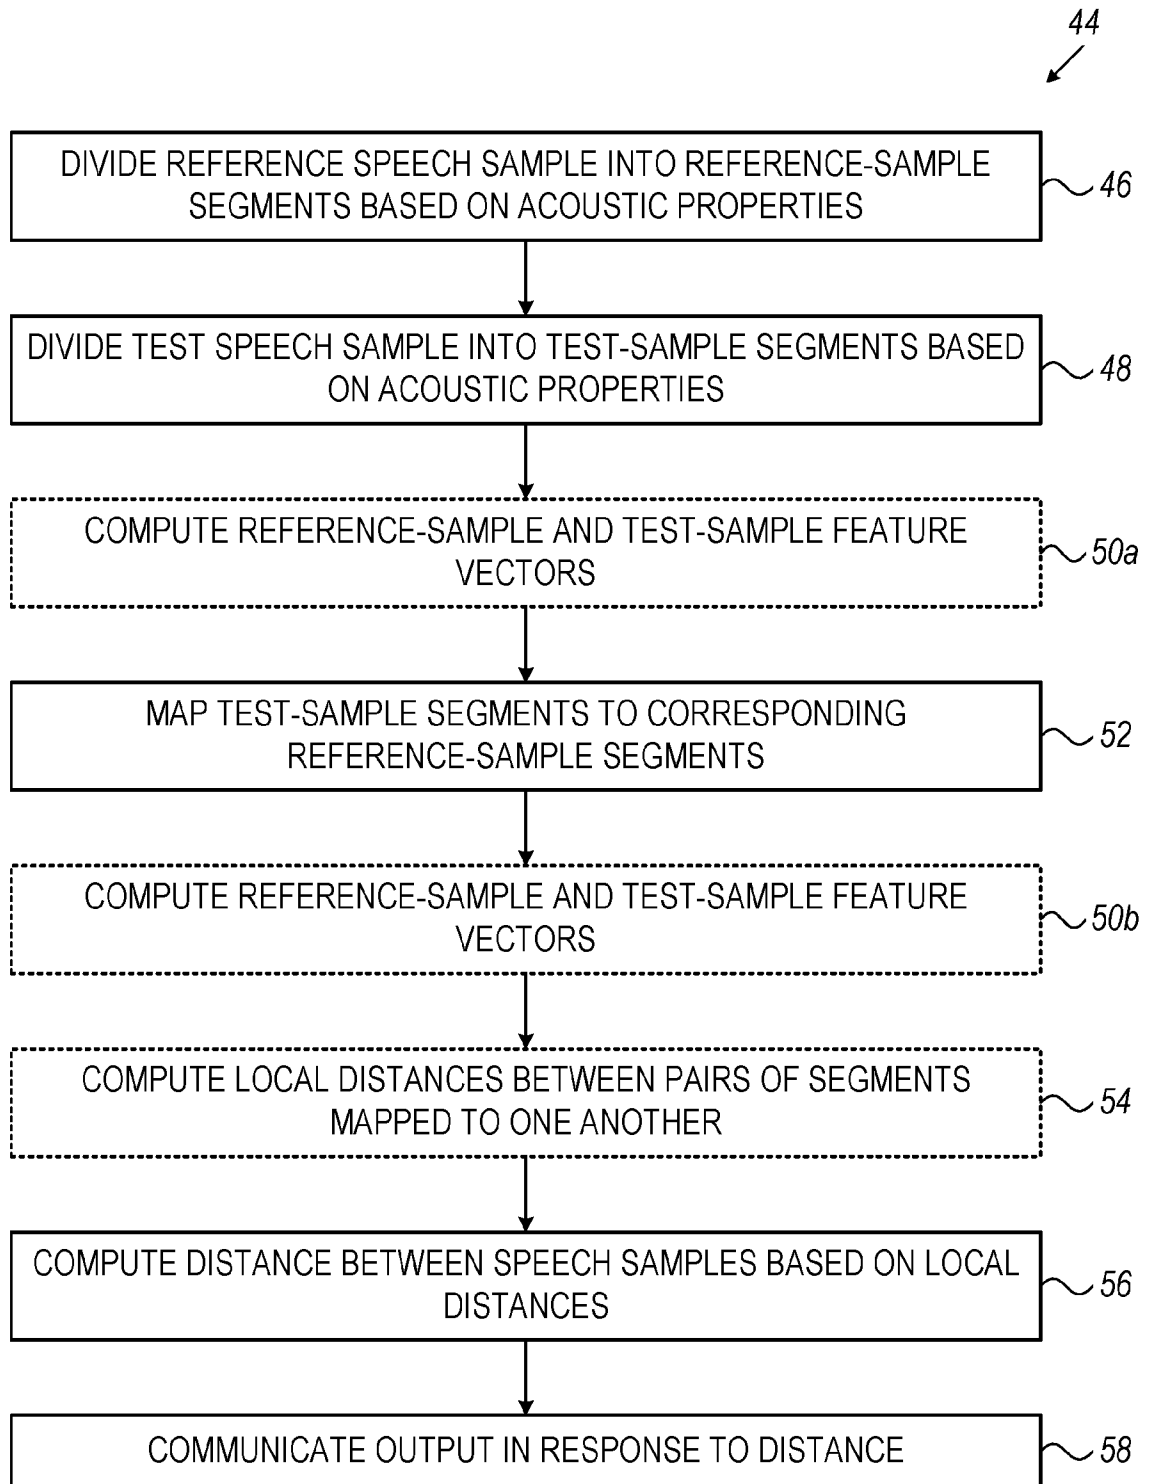 44
DIVIDE REFERENCE SPEECH SAMPLE INTO REFERENCE-SAMPLE
SEGMENTS BASED ON ACOUSTIC PROPERTIES
46
DIVIDE TEST SPEECH SAMPLE INTO TEST-SAMPLE SEGMENTS BASED
ON ACOUSTIC PROPERTIES
48
COMPUTE REFERENCE-SAMPLE AND TEST-SAMPLE FEATURE
VECTORS
50a
MAP TEST-SAMPLE SEGMENTS TO CORRESPONDING
REFERENCE-SAMPLE SEGMENTS
52
COMPUTE REFERENCE-SAMPLE AND TEST-SAMPLE FEATURE
VECTORS
50b
COMPUTE LOCAL DISTANCES BETWEEN PAIRS OF SEGMENTS
MAPPED TO ONE ANOTHER
54
COMPUTE DISTANCE BETWEEN SPEECH SAMPLES BASED ON LOCAL
DISTANCES
56
COMMUNICATE OUTPUT IN RESPONSE TO DISTANCE
58